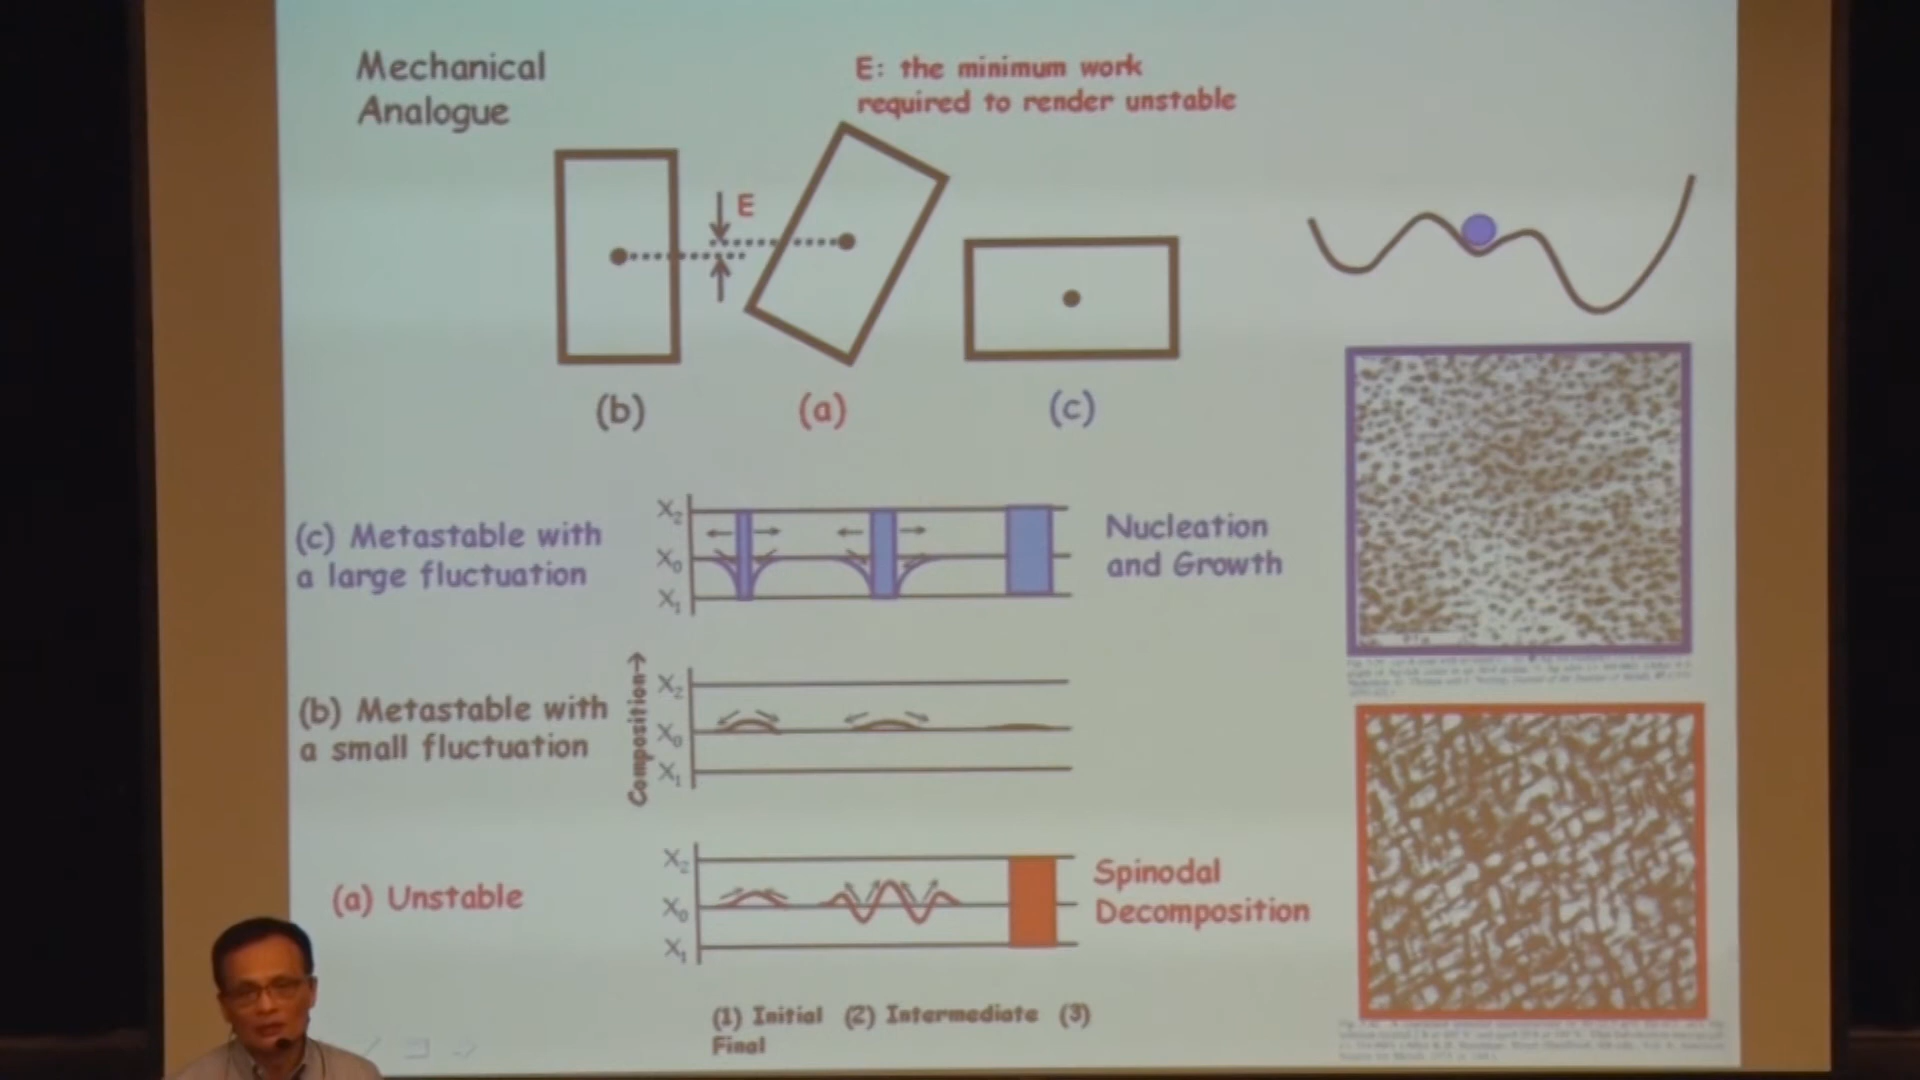 Mechanical
Analogue
E: the minimum work
required to render unstable
E
(b)
(a)
(c)
(c) Metastable with
a large fluctuation
X₂
X₀
X₁
Nucleation
and Growth
(b) Metastable with
a small fluctuation
Composition→
X₂
X₀
X₁
(a) Unstable
X₂
X₀
X₁
Spinodal
Decomposition
(1) Initial (2) Intermediate (3)
Final